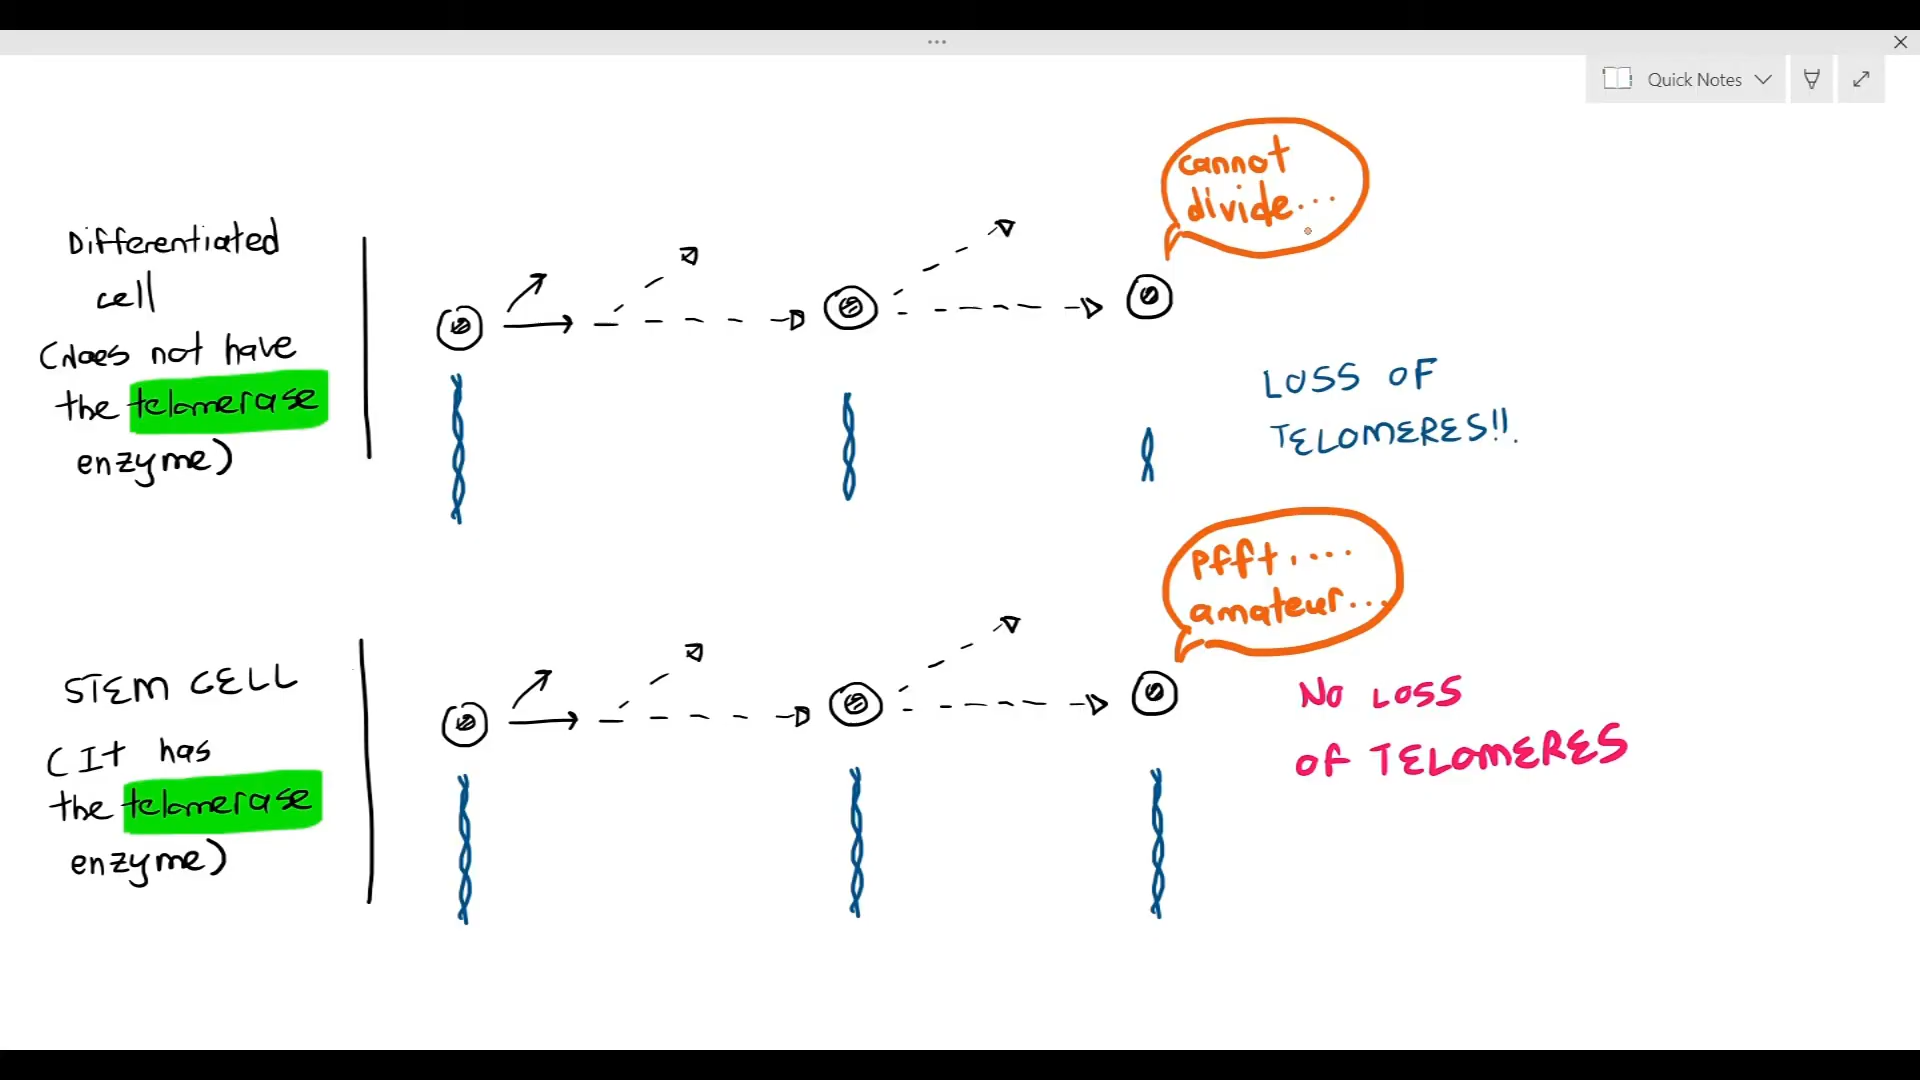 Quick Notes
cannot
divide...
Differentiated
cell
(Does not have
the telomerase
enzyme)
LOSS OF
TELOMERES!!.
pfft....
amateur...
STEM CELL
(It has
the telomerase
enzyme)
NO LOSS
OF TELOMERES